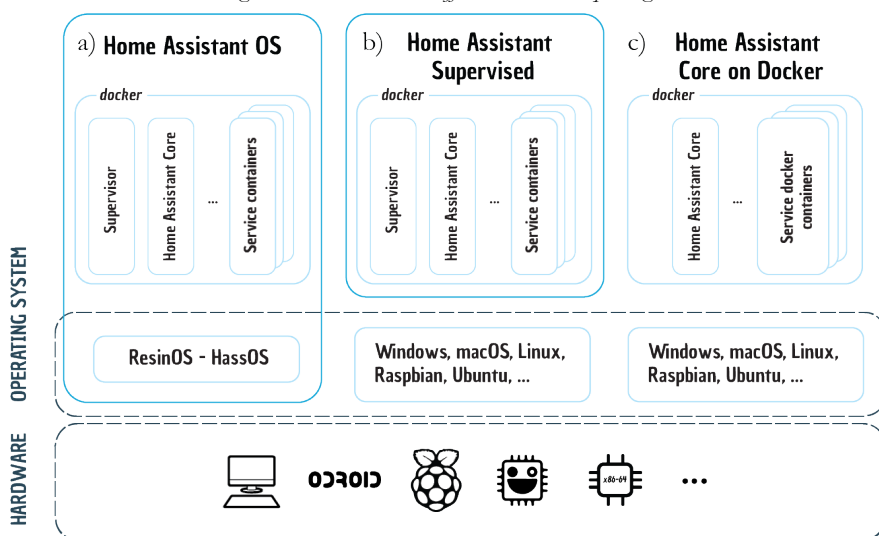 a) Home Assistant OS
docker
Supervisor
Home Assistant Core
...
Service containers
ResinOS - HassOS
b) Home Assistant
Supervised
docker
Supervisor
Home Assistant Core
...
Service containers
Windows, macOS, Linux,
Raspbian, Ubuntu, ...
c) Home Assistant
Core on Docker
docker
Home Assistant Core
...
Service docker
containers
Windows, macOS, Linux,
Raspbian, Ubuntu, ...
OPERATING SYSTEM
HARDWARE
ODROID
x86-64
...